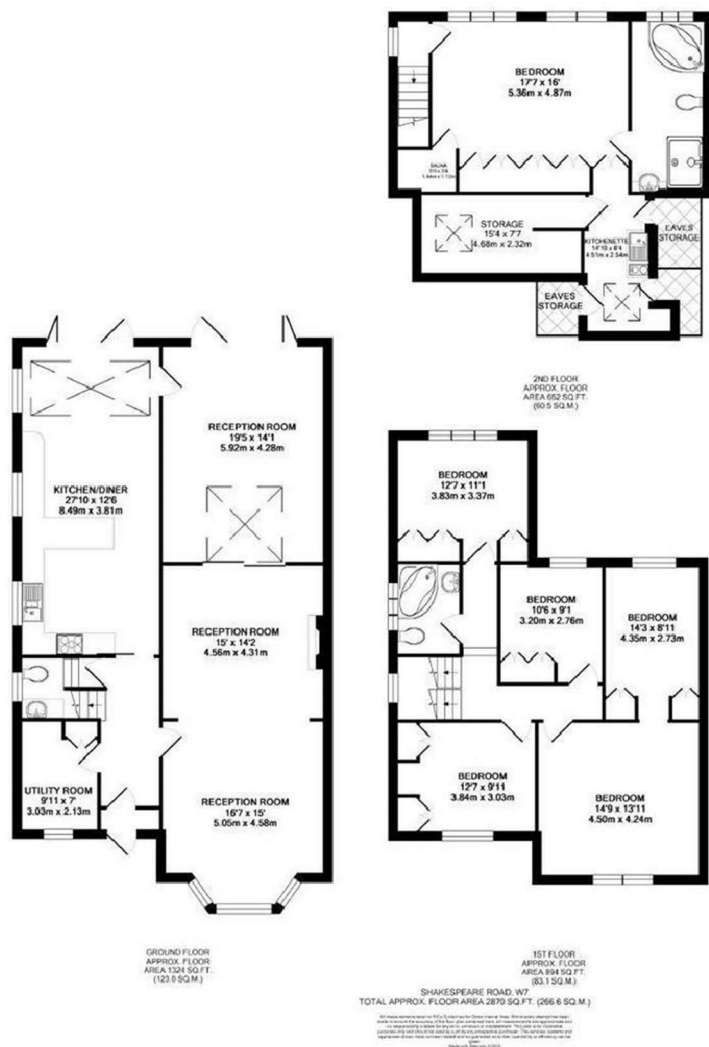 BEDROOM
17'7 x 16'
5.36m x 4.87m
SAUNA
STORAGE
15'4 x 7'7
4.68m x 2.32m
KITCHENETTE
14'10 x 8'4
4.51m x 2.54m
EAVES
STORAGE
EAVES
STORAGE
2ND FLOOR
APPROX. FLOOR
AREA 652 SQ.FT.
(60.5 SQ.M.)
RECEPTION ROOM
19'5 x 14'1
5.92m x 4.28m
KITCHEN/DINER
27'10 x 12'6
8.49m x 3.81m
RECEPTION ROOM
15' x 14'2
4.56m x 4.31m
UTILITY ROOM
9'11 x 7'
3.03m x 2.13m
RECEPTION ROOM
16'7 x 15'
5.05m x 4.58m
GROUND FLOOR
APPROX. FLOOR
AREA 1324 SQ.FT.
(123.0 SQ.M.)
BEDROOM
12'7 x 11'1
3.83m x 3.37m
BEDROOM
10'6 x 9'1
3.20m x 2.76m
BEDROOM
14'3 x 8'11
4.35m x 2.73m
BEDROOM
12'7 x 9'11
3.84m x 3.03m
BEDROOM
14'9 x 13'11
4.50m x 4.24m
1ST FLOOR
APPROX. FLOOR
AREA 894 SQ.FT.
(83.1 SQ.M.)
SHAKESPEARE ROAD, W7
TOTAL APPROX. FLOOR AREA 2870 SQ.FT. (266.6 SQ.M.)